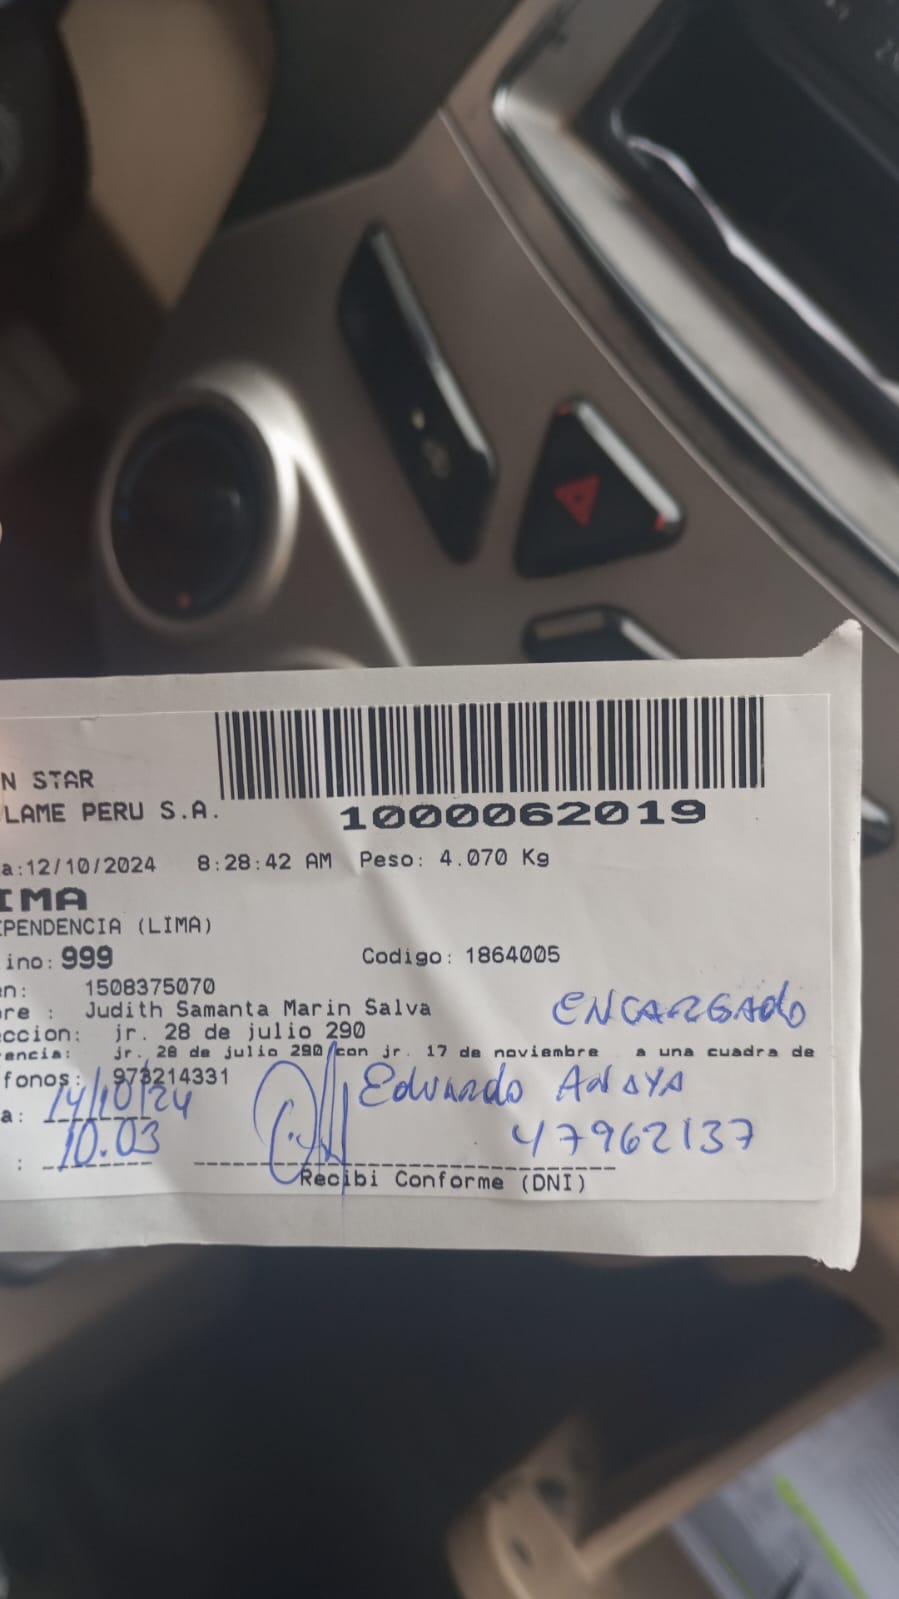 N STAR
LAME PERU S.A.
1000062019
a:12/10/2024 8:28:42 AM Peso: 4.070 Kg
IMA
PENDENCIA (LIMA)
ino: 999 Codigo: 1864005
n: 1508375070
re : Judith Samanta Marin Salva
ENCARGADO
eccion: jr. 28 de julio 290
encia: jr. 28 de julio 290 con jr. 17 de noviembre a una cuadra de
fonos: 973214331
Eduardo ANAYA
a: 14/10/24
47962137
: 10.03
Recibi Conforme (DNI)